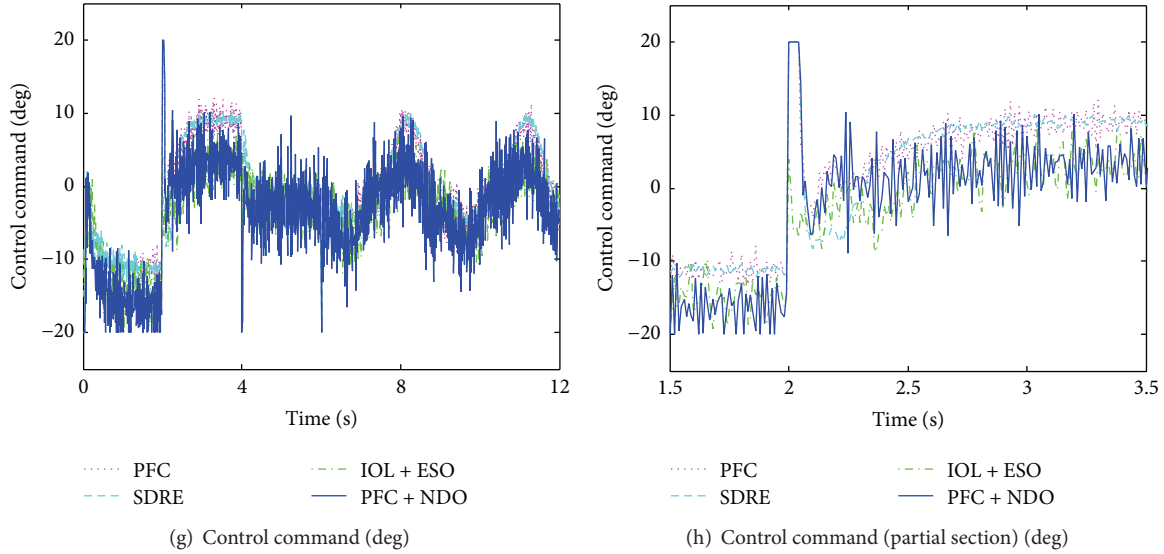 Control command (deg)
20
10
0
−10
−20
0
4
8
12
Time (s)
PFC
SDRE
IOL + ESO
PFC + NDO
(g) Control command (deg)
Control command (deg)
20
10
0
−10
−20
1.5
2
2.5
3
3.5
Time (s)
PFC
SDRE
IOL + ESO
PFC + NDO
(h) Control command (partial section) (deg)